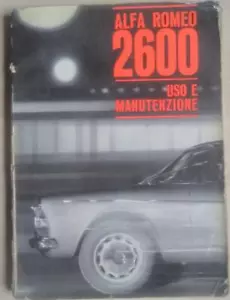 ALFA ROMEO
2600
USO E
MANUTENZIONE